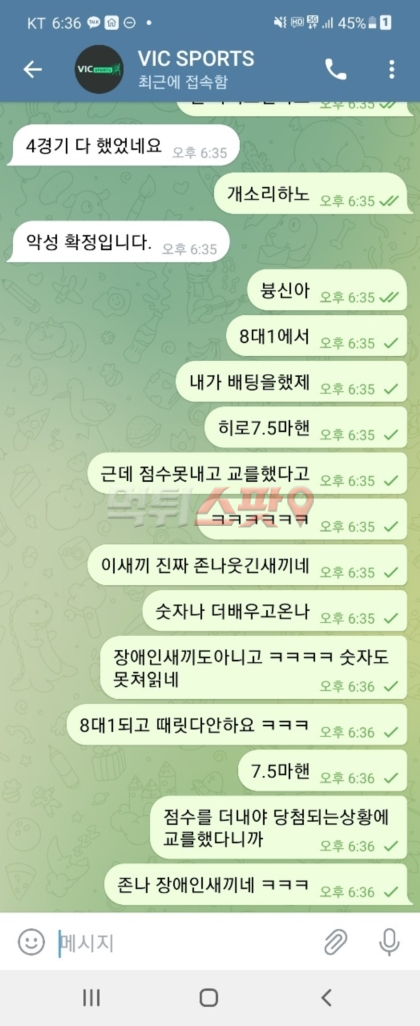 KT 6:36
45%
VIC SPORTS
최근에 접속함
VIC SPORTS
4경기 다 했었네요 오후 6:35
개소리하노 오후 6:35
악성 확정입니다. 오후 6:35
븅신아 오후 6:35
8대1에서 오후 6:35
내가 배팅을했제 오후 6:35
히로7.5마핸 오후 6:35
근데 점수못내고 교를했다고 오후 6:35
먹튀스팟
ㅋㅋㅋㅋㅋㅋ 오후 6:35
이새끼 진짜 존나웃긴새끼네 오후 6:35
숫자나 더배우고온나 오후 6:35
장애인새끼도아니고 ㅋㅋㅋㅋ 숫자도
못쳐읽네 오후 6:36
8대1되고 때릿다안하요 ㅋㅋㅋ 오후 6:36
7.5마핸 오후 6:36
점수를 더내야 당첨되는상황에
교를했다니까 오후 6:36
존나 장애인새끼네 ㅋㅋㅋ 오후 6:36
메시지